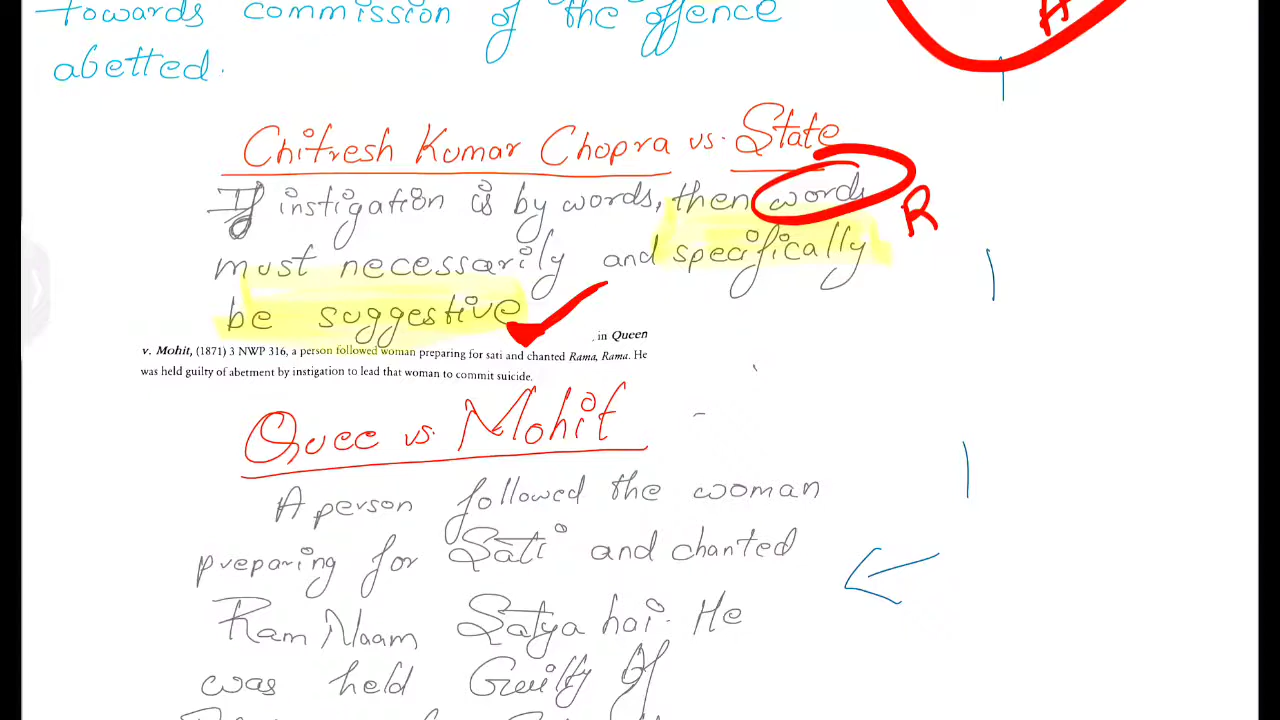 towards commission of the offence
abetted.
Chitresh Kumar Chopra vs. State
If instigation is by words, then words
R
must necessarily and specifically
be suggestive
, in Queen
v. Mohit, (1871) 3 NWP 316, a person followed woman preparing for sati and chanted Rama, Rama. He
was held guilty of abetment by instigation to lead that woman to commit suicide.
Quee vs. Mohit
A person followed the woman
preparing for Sati and chanted
Ram Naam Satya hai. He
was held Guilty Of